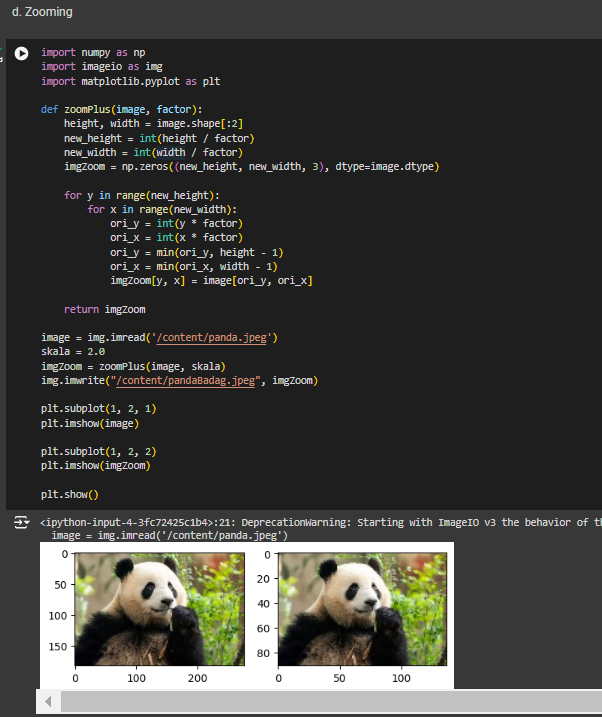 d. Zooming
import numpy as np
import imageio as img
import matplotlib.pyplot as plt
def zoomPlus(image, factor):
height, width = image.shape[:2]
new_height = int(height / factor)
new_width = int(width / factor)
imgZoom = np.zeros((new_height, new_width, 3), dtype=image.dtype)
for y in range(new_height):
for x in range(new_width):
ori_y = int(y * factor)
ori_x = int(x * factor)
ori_y = min(ori_y, height - 1)
ori_x = min(ori_x, width - 1)
imgZoom[y, x] = image[ori_y, ori_x]
return imgZoom
image = img.imread('/content/panda.jpeg')
skala = 2.0
imgZoom = zoomPlus(image, skala)
img.imwrite("/content/pandaBadag.jpeg", imgZoom)
plt.subplot(1, 2, 1)
plt.imshow(image)
plt.subplot(1, 2, 2)
plt.imshow(imgZoom)
plt.show()
<ipython-input-4-3fc72425c1b4>:21: DeprecationWarning: Starting with ImageIO v3 the behavior of
image = img.imread('/content/panda.jpeg')
0
50
100
150
0 100 200
0
20
40
60
80
0 50 100